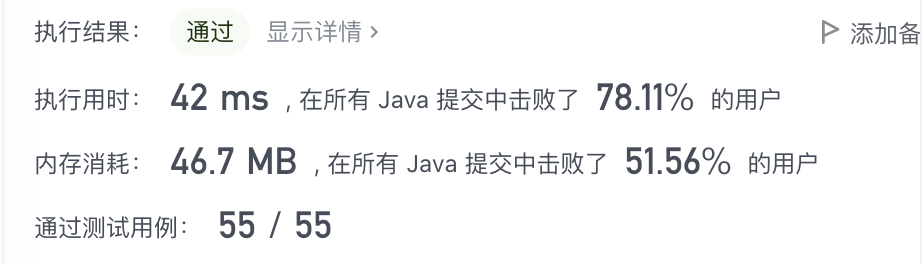 执行结果： 通过 显示详情 > 添加备
执行用时： 42 ms ，在所有 Java 提交中击败了 78.11% 的用户
内存消耗： 46.7 MB ，在所有 Java 提交中击败了 51.56% 的用户
通过测试用例： 55 / 55